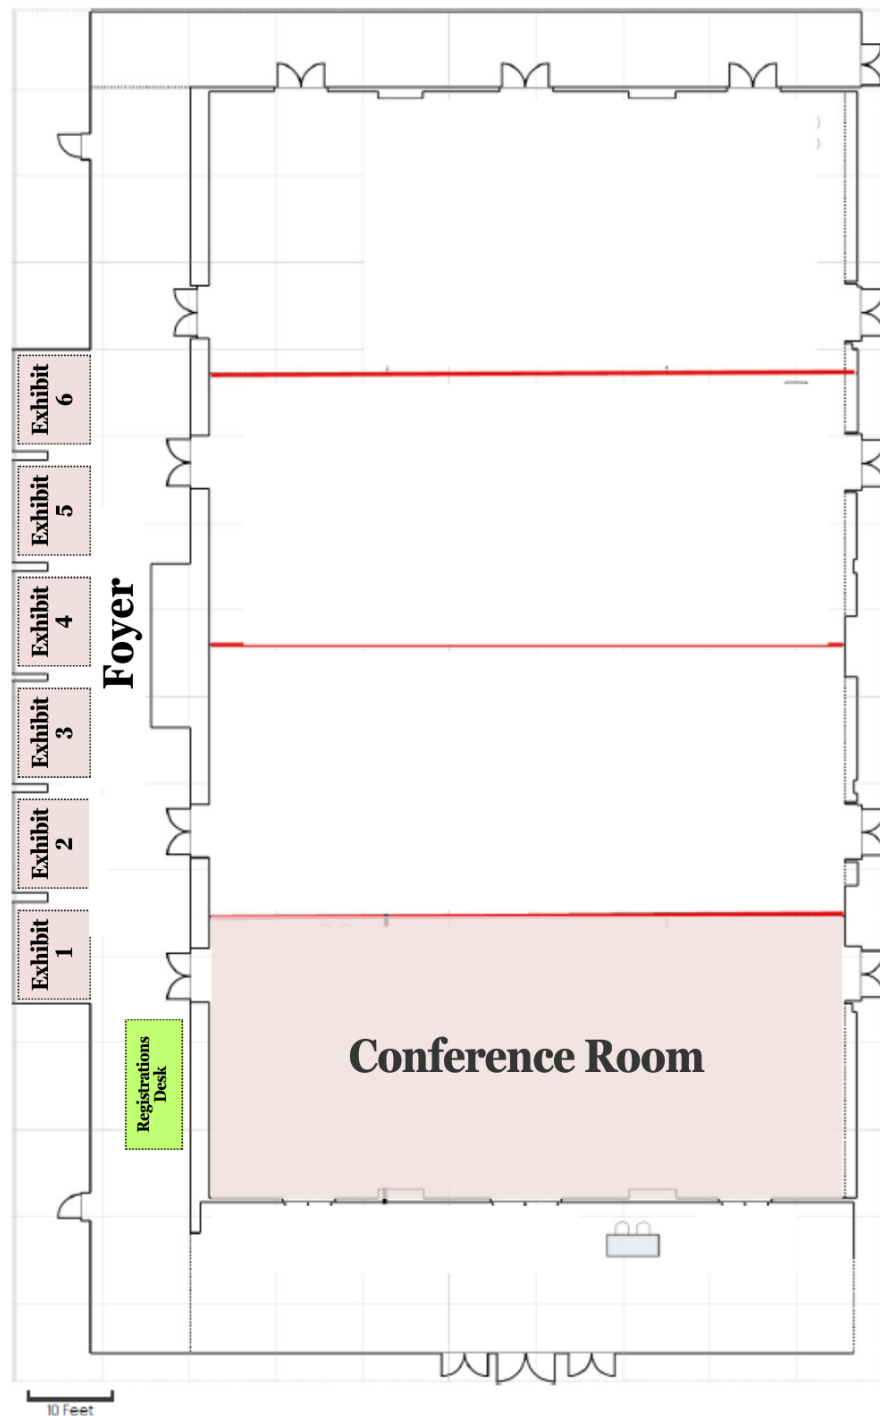 Exhibit
6
Exhibit
5
Exhibit
4
Foyer
Exhibit
3
Exhibit
2
Exhibit
1
Conference Room
Registrations
Desk
10 Feet